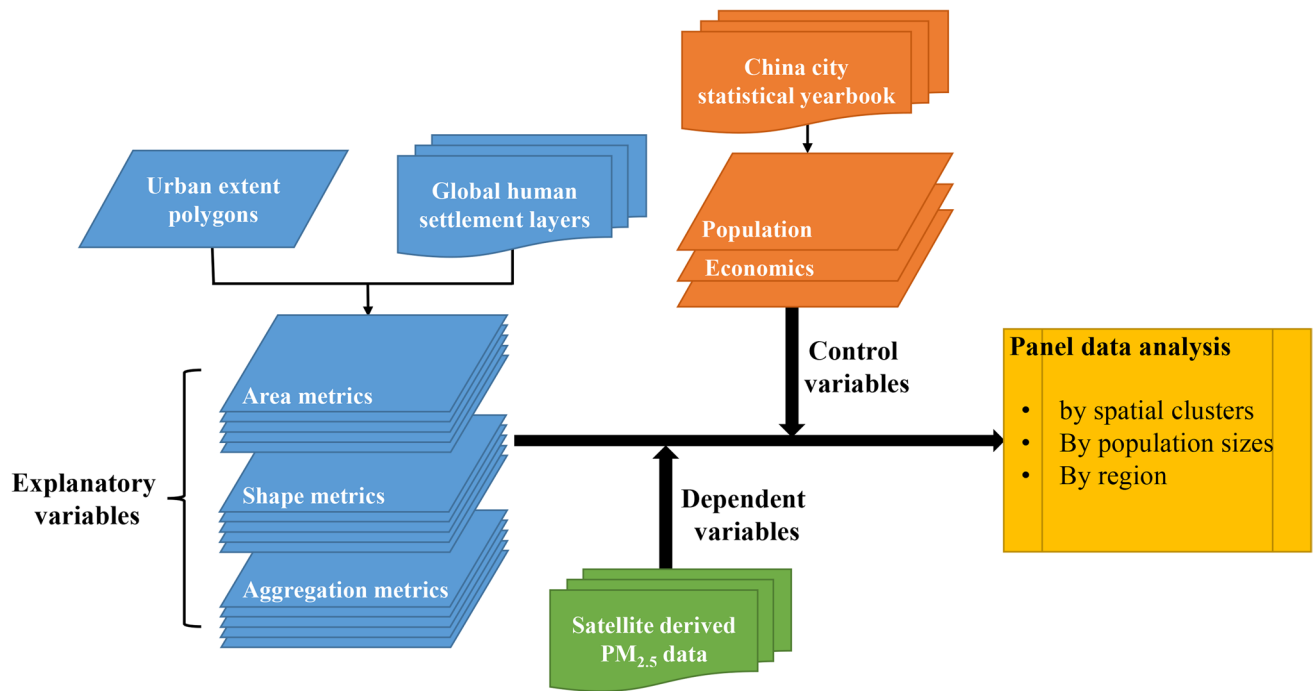 China city
statistical yearbook
Urban extent
polygons
Global human
settlement layers
Population
Economics
Control
variables
Panel data analysis
• by spatial clusters
• By population sizes
• By region
Area metrics
Shape metrics
Aggregation metrics
Explanatory
variables
Dependent
variables
Satellite derived
PM2.5 data